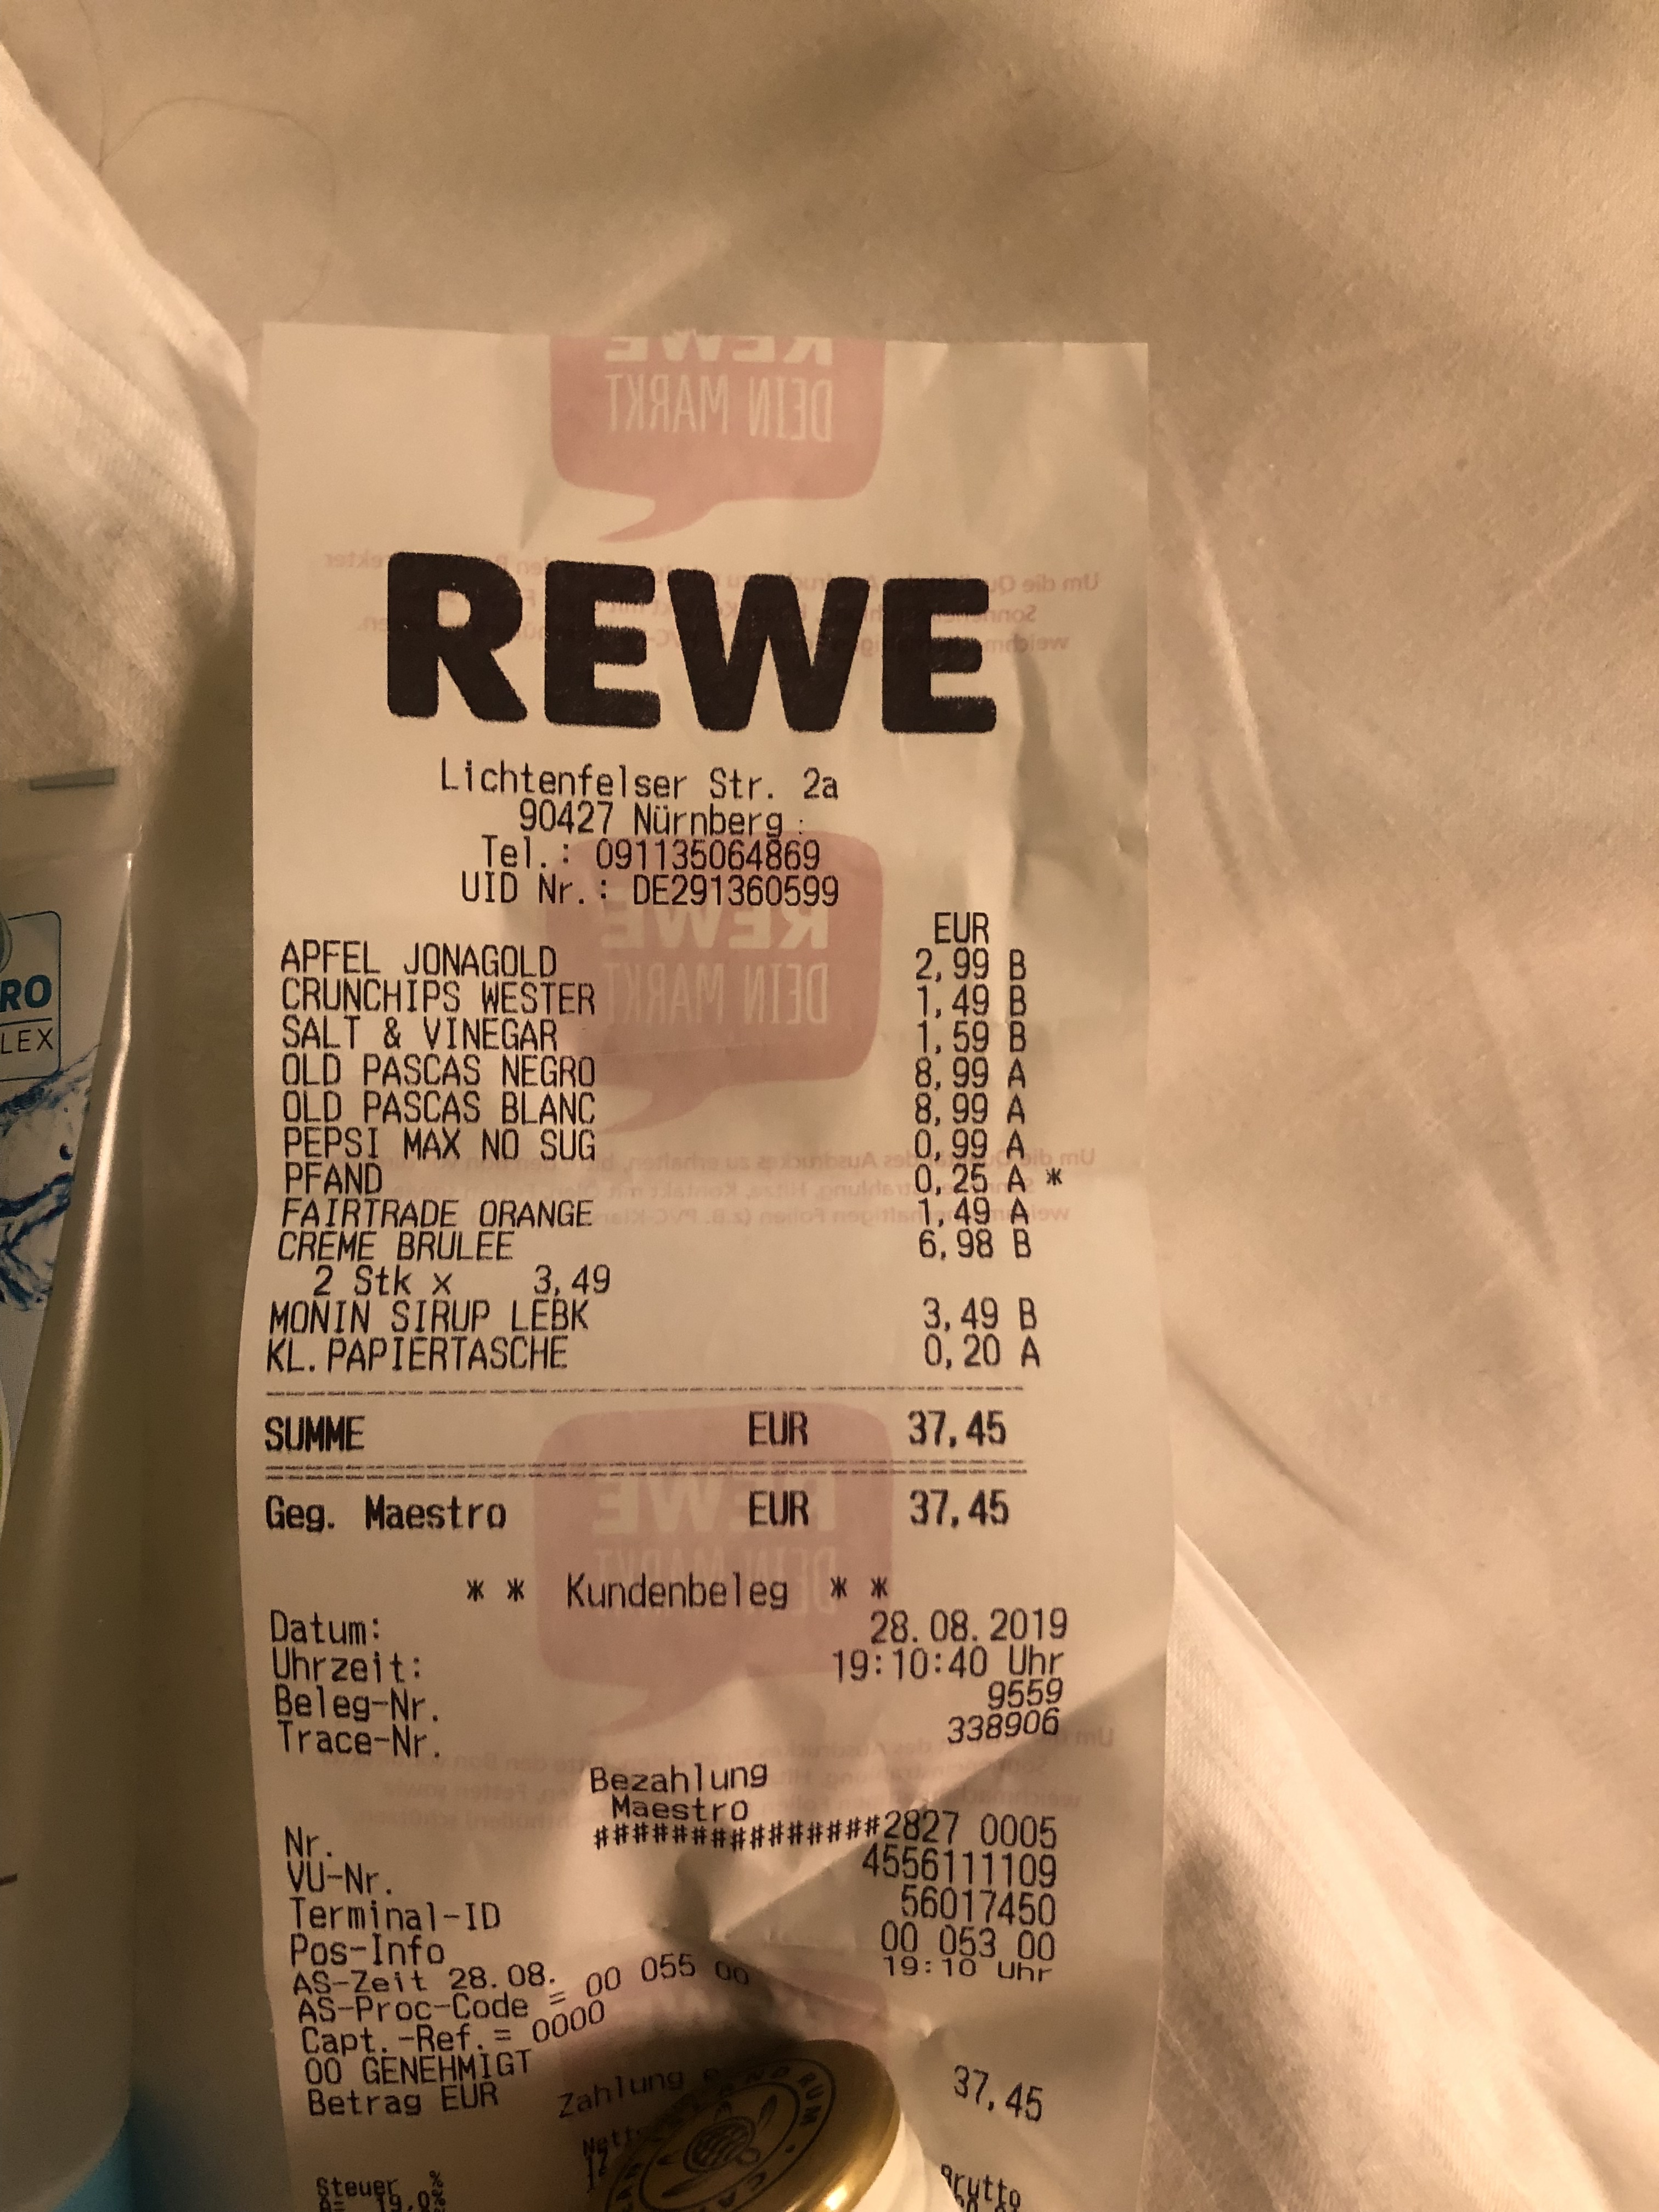 REWE
DEIN MARKT
REWE
Lichtenfelser Str. 2a
90427 Nürnberg
Tel.: 091135064869
UID Nr.: DE291360599
EUR
APFEL JONAGOLD 2,99 B
CRUNCHIPS WESTER 1,49 B
SALT & VINEGAR 1,59 B
OLD PASCAS NEGRO 8,99 A
OLD PASCAS BLANC 8,99 A
PEPSI MAX NO SUG 0,99 A
PFAND 0,25 A *
FAIRTRADE ORANGE 1,49 A
CREME BRULEE 6,98 B
2 Stk x 3,49
MONIN SIRUP LEBK 3,49 B
KL.PAPIERTASCHE 0,20 A
SUMME EUR 37,45
Geg. Maestro EUR 37,45
* * Kundenbeleg * *
Datum: 28.08.2019
Uhrzeit: 19:10:40 Uhr
Beleg-Nr. 9559
Trace-Nr. 338906
Bezahlung
Maestro
Nr. ###############2827 0005
VU-Nr. 4556111109
Terminal-ID 56017450
Pos-Info 00 053 00
AS-Zeit 28.08. 19:10 Uhr
AS-Proc-Code = 00 055 00
Capt.-Ref.= 0000
00 GENEHMIGT
Betrag EUR 37,45
Zahlung
Steuer % Brutto
A= 19,0%
RO
LEX